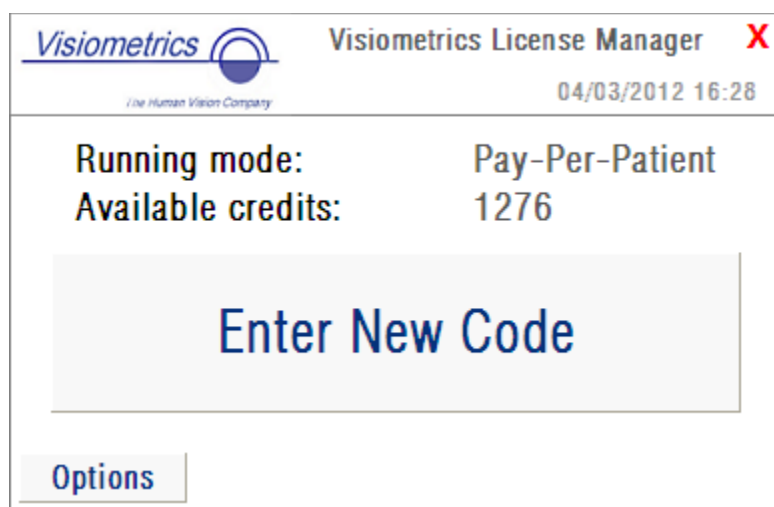 Visiometrics
The Human Vision Company
Visiometrics License Manager X
04/03/2012 16:28
Running mode: Pay-Per-Patient
Available credits: 1276
Enter New Code
Options